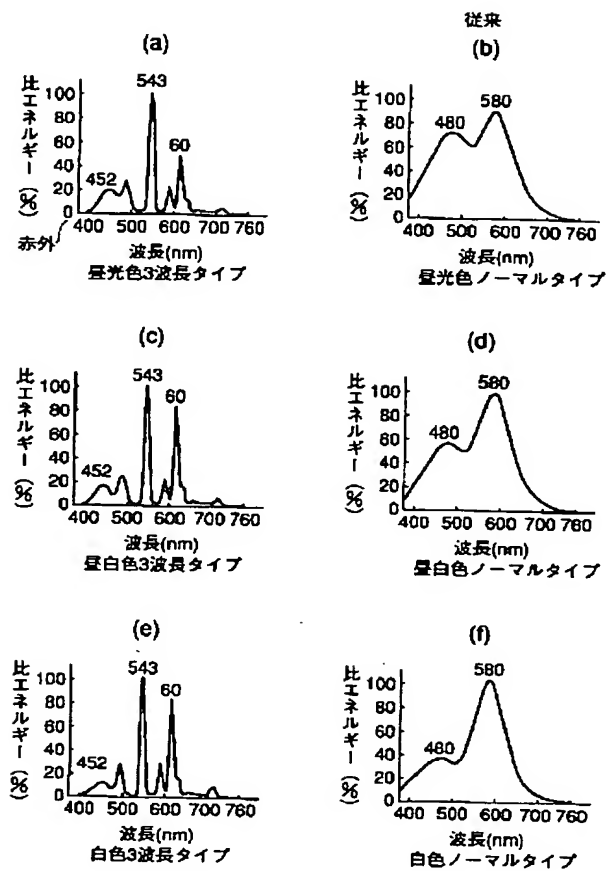 従来
(a)
543
比エネルギー(%)
100
80
60
60
40
452
20
0
赤外
400 500 600 700 760
波長(nm)
昼光色3波長タイプ
(b)
580
480
比エネルギー(%)
100
80
60
40
20
0
400 500 600 700 760
波長(nm)
昼光色ノーマルタイプ
(c)
543
60
452
比エネルギー(%)
100
80
60
40
20
0
400 500 600 700 760
波長(nm)
昼白色3波長タイプ
(d)
580
480
比エネルギー(%)
100
80
60
40
20
0
400 500 600 700 760
波長(nm)
昼白色ノーマルタイプ
(e)
543
60
452
比エネルギー(%)
100
80
60
40
20
0
400 500 600 700 760
波長(nm)
白色3波長タイプ
(f)
580
480
比エネルギー(%)
100
80
60
40
20
0
400 500 600 700 760
波長(nm)
白色ノーマルタイプ